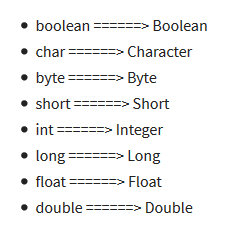 • boolean ======> Boolean
• char ======> Character
• byte ======> Byte
• short ======> Short
• int ======> Integer
• long ======> Long
• float ======> Float
• double ======> Double